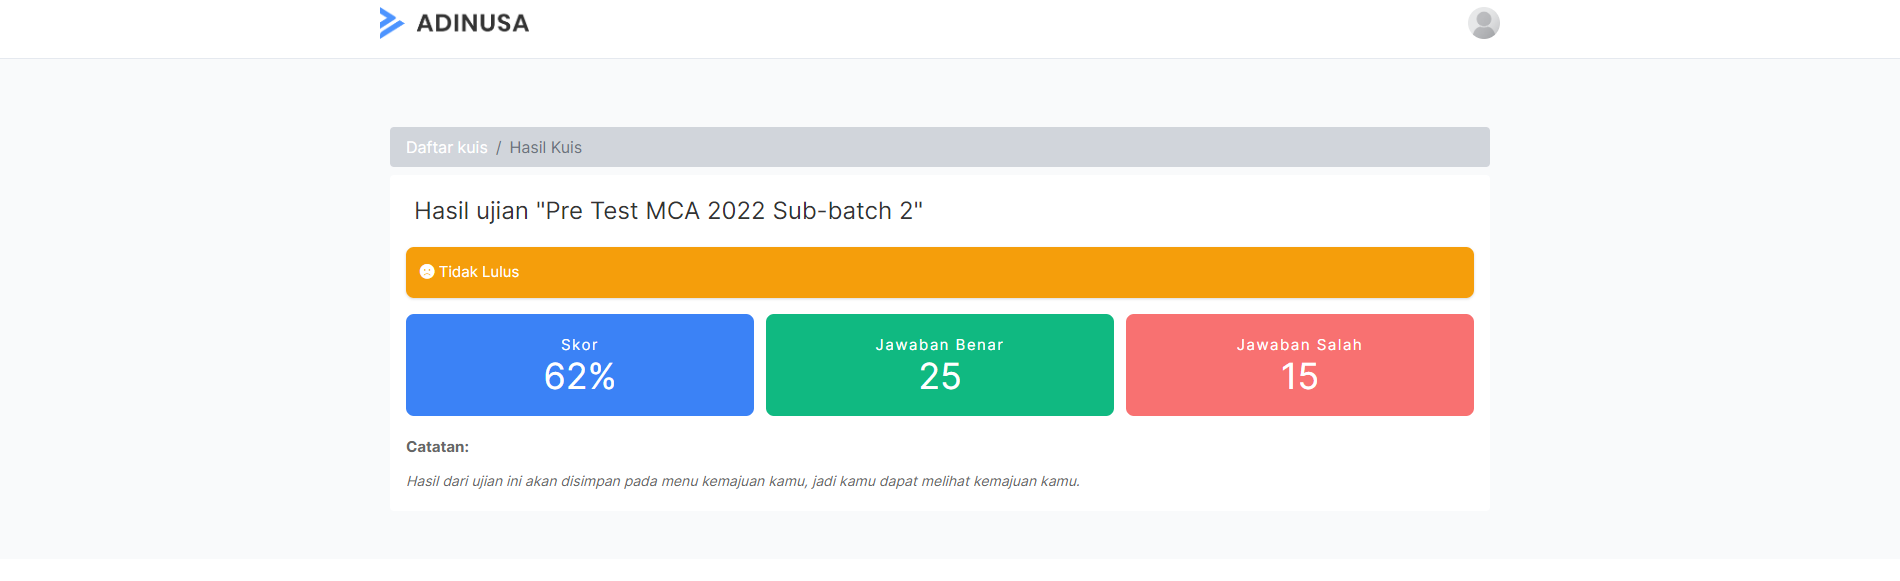 ADINUSA
Daftar kuis / Hasil Kuis
Hasil ujian "Pre Test MCA 2022 Sub-batch 2"
Tidak Lulus
Skor
62%
Jawaban Benar
25
Jawaban Salah
15
Catatan:
Hasil dari ujian ini akan disimpan pada menu kemajuan kamu, jadi kamu dapat melihat kemajuan kamu.